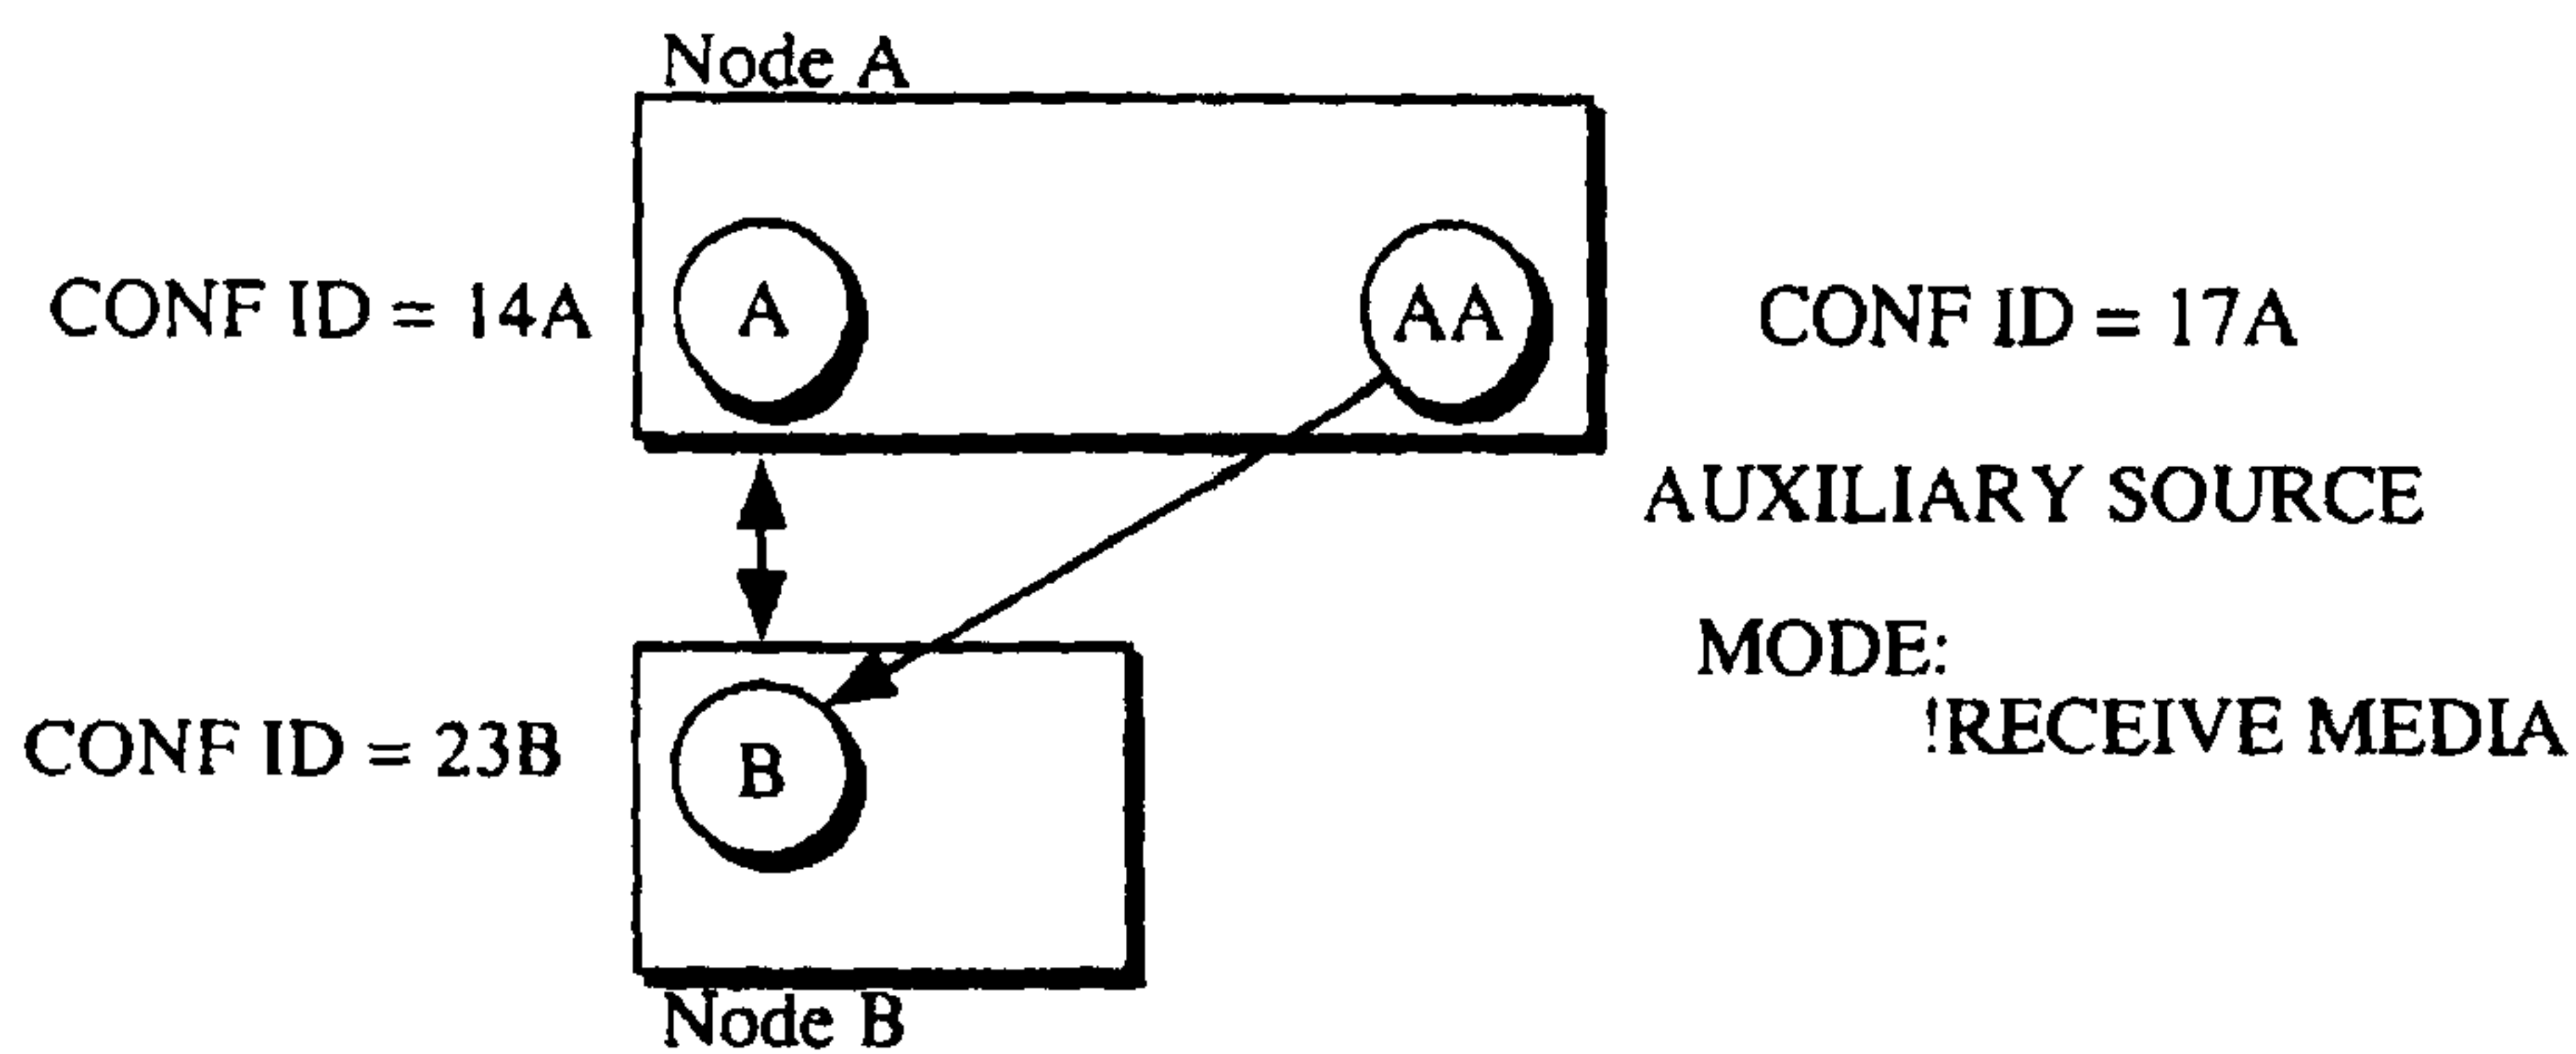 Node A
CONF ID = 14A
A
AA
CONF ID = 17A
AUXILIARY SOURCE
MODE:
!RECEIVE MEDIA
CONF ID = 23B
B
Node B